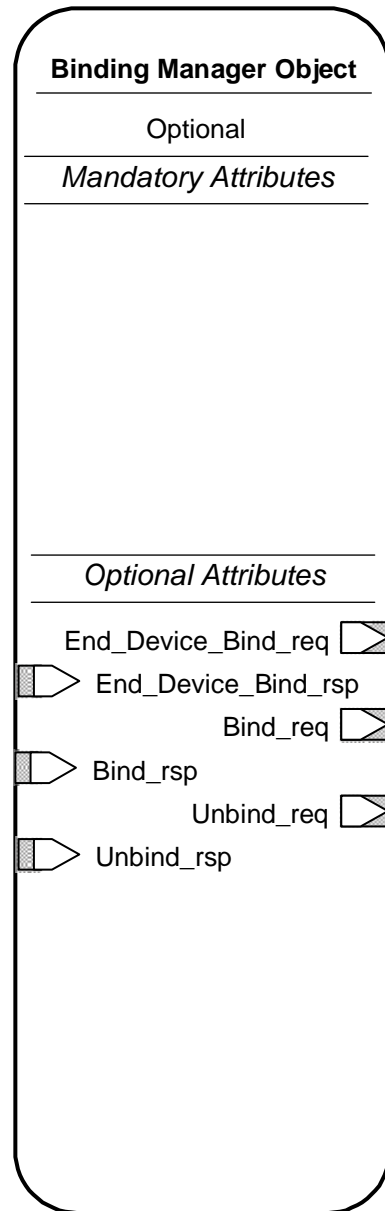 Binding Manager Object
Optional
Mandatory Attributes
Optional Attributes
End_Device_Bind_req
End_Device_Bind_rsp
Bind_req
Bind_rsp
Unbind_req
Unbind_rsp